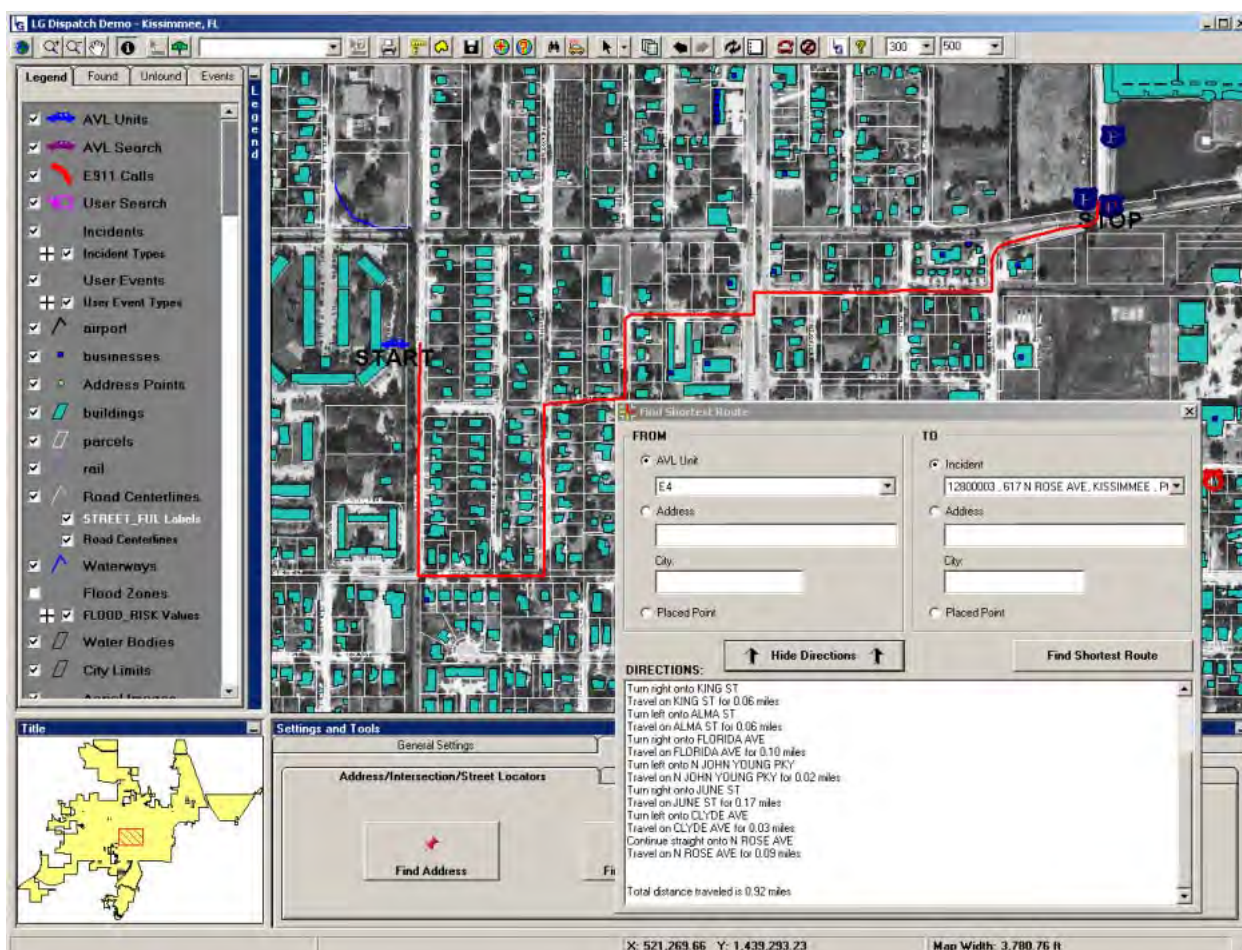 LG Dispatch Demo - Kissimmee, FL
300
500
Legend
Found
Unfound
Events
Legend
AVL Units
AVL Search
E911 Calls
User Search
Incidents
Incident Types
User Events
User Event Types
airport
businesses
Address Points
buildings
parcels
rail
Road Centerlines
STREET_FUL Labels
Road Centerlines
Waterways
Flood Zones
FLOOD_RISK Values
Water Bodies
City Limits
Aerial Images
START
STOP
Find Shortest Route
FROM
AVL Unit
E4
Address
City:
Placed Point
TO
Incident
12800003 , 617 N ROSE AVE, KISSIMMEE , P
Address
City:
Placed Point
Hide Directions
Find Shortest Route
DIRECTIONS:
Turn right onto KING ST
Travel on KING ST for 0.06 miles
Turn left onto ALMA ST
Travel on ALMA ST for 0.06 miles
Turn right onto FLORIDA AVE
Travel on FLORIDA AVE for 0.10 miles
Turn left onto N JOHN YOUNG PKY
Travel on N JOHN YOUNG PKY for 0.02 miles
Turn right onto JUNE ST
Travel on JUNE ST for 0.17 miles
Turn left onto CLYDE AVE
Travel on CLYDE AVE for 0.03 miles
Continue straight onto N ROSE AVE
Travel on N ROSE AVE for 0.09 miles
Total distance traveled is 0.92 miles
Title
Settings and Tools
General Settings
Address/Intersection/Street Locators
Find Address
X: 521,269.66 Y: 1,439,293.23
Map Width: 3,780.76 ft